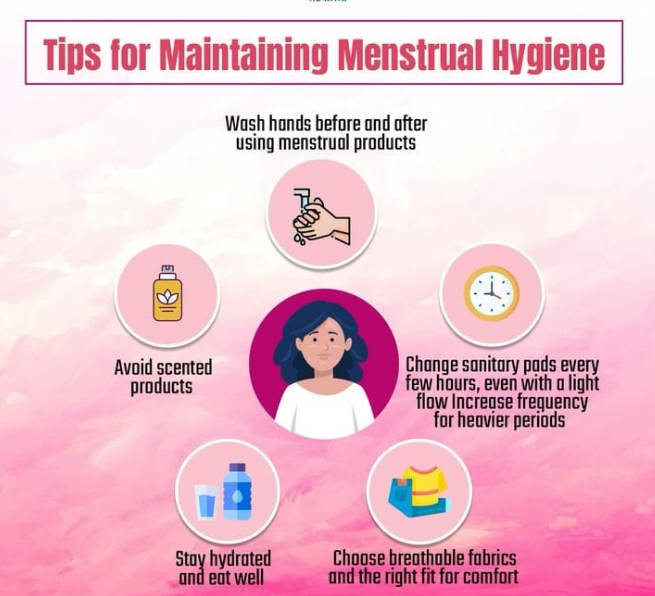 Tips for Maintaining Menstrual Hygiene
Wash hands before and after
using menstrual products
Avoid scented
products
Change sanitary pads every
few hours, even with a light
flow Increase frequency
for heavier periods
Stay hydrated
and eat well
Choose breathable fabrics
and the right fit for comfort